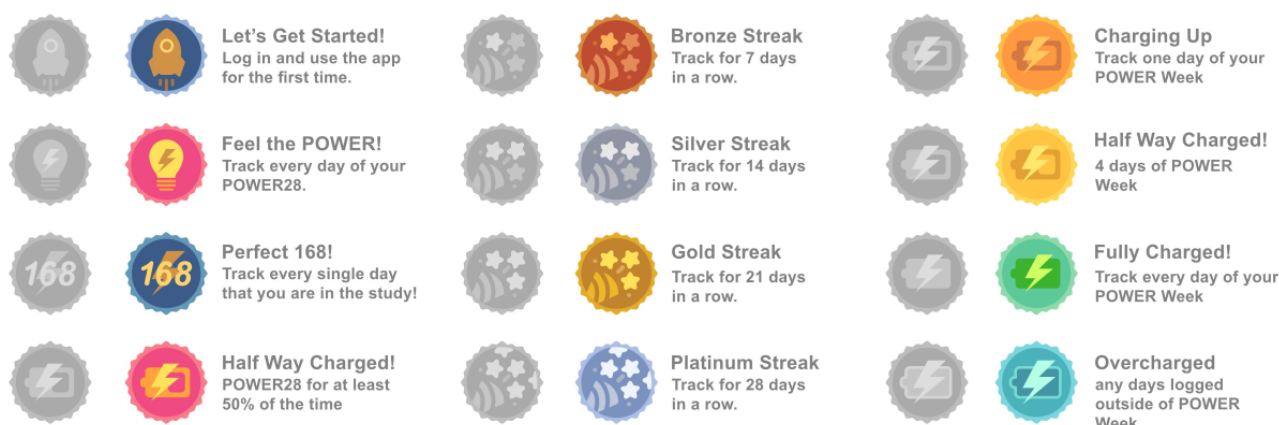 Let's Get Started!
Log in and use the app
for the first time.
Feel the POWER!
Track every day of your
POWER28.
168
168
Perfect 168!
Track every single day
that you are in the study!
Half Way Charged!
POWER28 for at least
50% of the time
Bronze Streak
Track for 7 days
in a row.
Silver Streak
Track for 14 days
in a row.
Gold Streak
Track for 21 days
in a row.
Platinum Streak
Track for 28 days
in a row.
Charging Up
Track one day of your
POWER Week
Half Way Charged!
4 days of POWER
Week
Fully Charged!
Track every day of your
POWER Week
Overcharged
any days logged
outside of POWER
Week